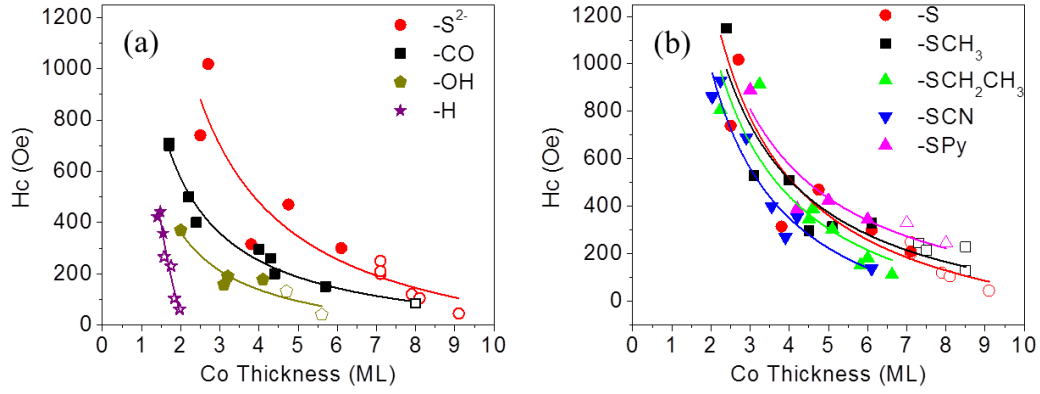 (a)
-S²⁻
-CO
-OH
-H
1200
1000
800
600
400
200
0
Hc (Oe)
0 1 2 3 4 5 6 7 8 9 10
Co Thickness (ML)
(b)
-S
-SCH₃
-SCH₂CH₃
-SCN
-SPy
1200
1000
800
600
400
200
0
Hc (Oe)
0 1 2 3 4 5 6 7 8 9 10
Co Thickness (ML)